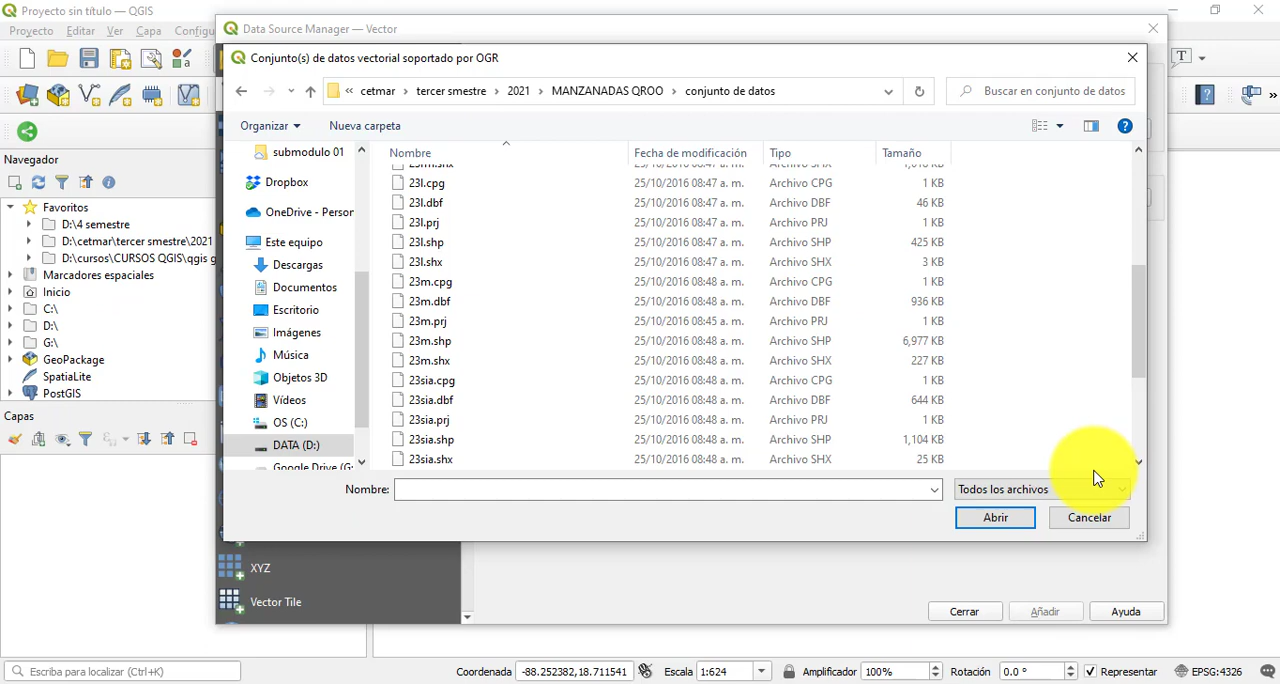 Proyecto sin título — QGIS
Proyecto Editar Ver Capa Configu
Data Source Manager — Vector
Conjunto(s) de datos vectorial soportado por OGR
« cetmar › tercer smestre › 2021 › MANZANADAS QROO › conjunto de datos
Buscar en conjunto de datos
Organizar Nueva carpeta
Nombre Fecha de modificación Tipo Tamaño
23l.cpg 25/10/2016 08:47 a. m. Archivo CPG 1 KB
23l.dbf 25/10/2016 08:47 a. m. Archivo DBF 46 KB
23l.prj 25/10/2016 08:47 a. m. Archivo PRJ 1 KB
23l.shp 25/10/2016 08:47 a. m. Archivo SHP 425 KB
23l.shx 25/10/2016 08:47 a. m. Archivo SHX 3 KB
23m.cpg 25/10/2016 08:48 a. m. Archivo CPG 1 KB
23m.dbf 25/10/2016 08:48 a. m. Archivo DBF 936 KB
23m.prj 25/10/2016 08:45 a. m. Archivo PRJ 1 KB
23m.shp 25/10/2016 08:48 a. m. Archivo SHP 6,977 KB
23m.shx 25/10/2016 08:48 a. m. Archivo SHX 227 KB
23sia.cpg 25/10/2016 08:48 a. m. Archivo CPG 1 KB
23sia.dbf 25/10/2016 08:48 a. m. Archivo DBF 644 KB
23sia.prj 25/10/2016 08:48 a. m. Archivo PRJ 1 KB
23sia.shp 25/10/2016 08:48 a. m. Archivo SHP 1,104 KB
23sia.shx 25/10/2016 08:48 a. m. Archivo SHX 25 KB
submodulo 01
Dropbox
OneDrive - Person
Este equipo
Descargas
Documentos
Escritorio
Imágenes
Música
Objetos 3D
Vídeos
OS (C:)
DATA (D:)
Google Drive (G:
Nombre:
Todos los archivos
Abrir Cancelar
Navegador
Favoritos
D:\4 semestre
D:\cetmar\tercer smestre\2021
D:\cursos\CURSOS QGIS\qgis g
Marcadores espaciales
Inicio
C:\
D:\
G:\
GeoPackage
SpatiaLite
PostGIS
Capas
XYZ
Vector Tile
Cerrar Añadir Ayuda
Escriba para localizar (Ctrl+K)
Coordenada -88.252382,18.711541 Escala 1:624 Amplificador 100% Rotación 0.0 ° Representar EPSG:4326